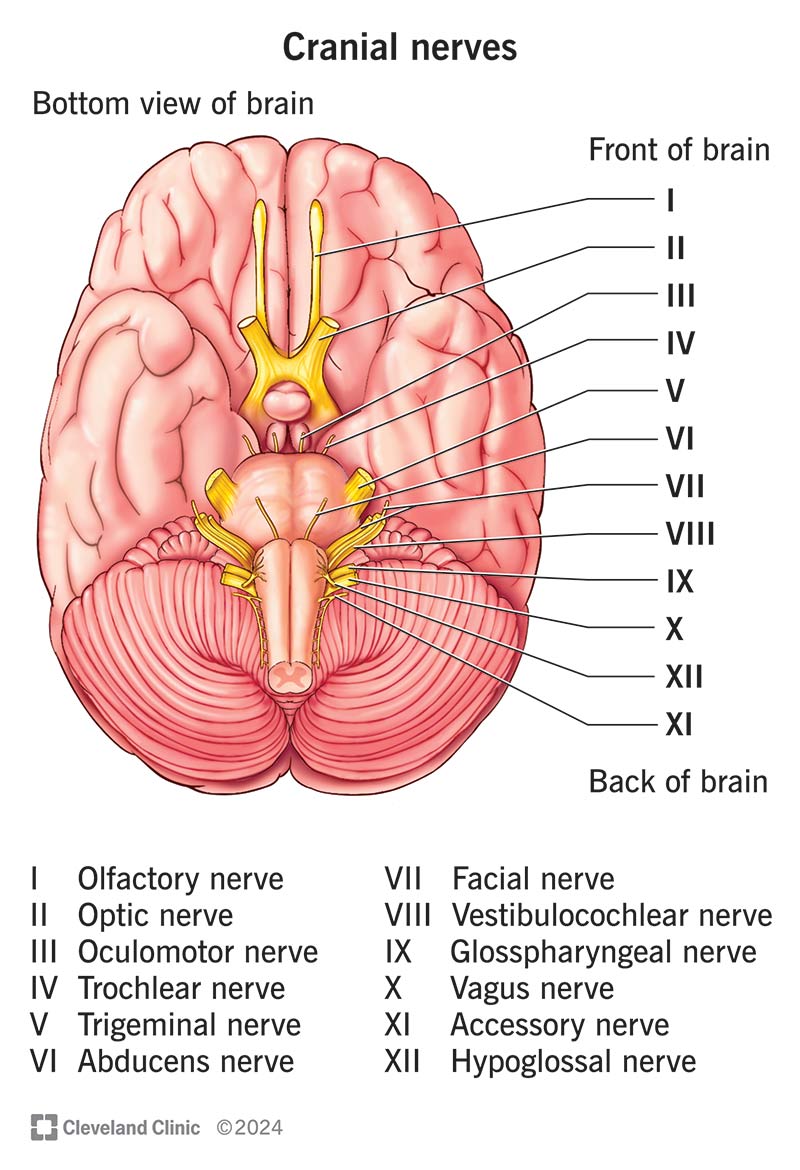 Cranial nerves
Bottom view of brain
Front of brain
I
II
III
IV
V
VI
VII
VIII
IX
X
XII
XI
Back of brain
I Olfactory nerve
II Optic nerve
III Oculomotor nerve
IV Trochlear nerve
V Trigeminal nerve
VI Abducens nerve
VII Facial nerve
VIII Vestibulocochlear nerve
IX Glosspharyngeal nerve
X Vagus nerve
XI Accessory nerve
XII Hypoglossal nerve
Cleveland Clinic ©2024